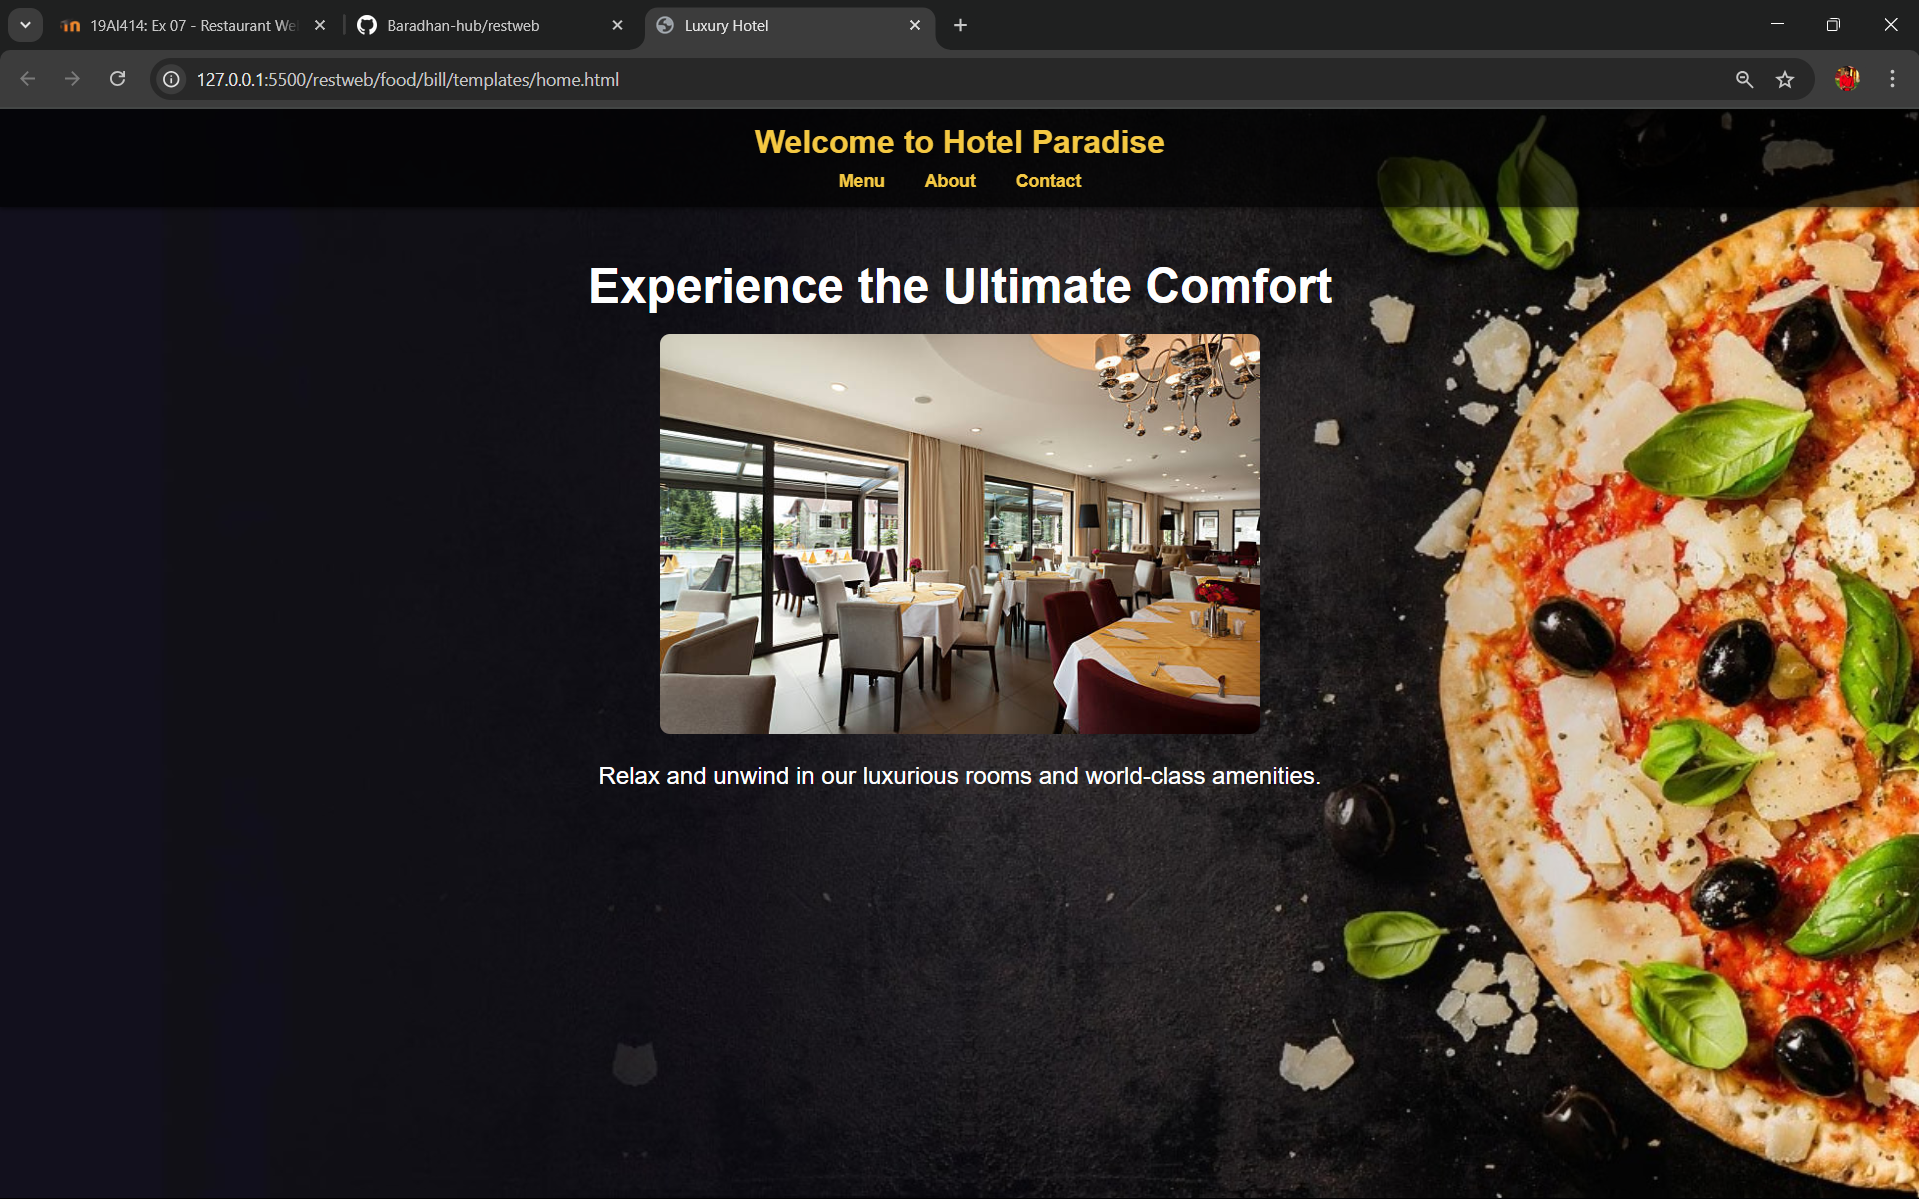 19AI414: Ex 07 - Restaurant We
Baradhan-hub/restweb
Luxury Hotel
127.0.0.1:5500/restweb/food/bill/templates/home.html
Welcome to Hotel Paradise
Menu About Contact
Experience the Ultimate Comfort
Relax and unwind in our luxurious rooms and world-class amenities.